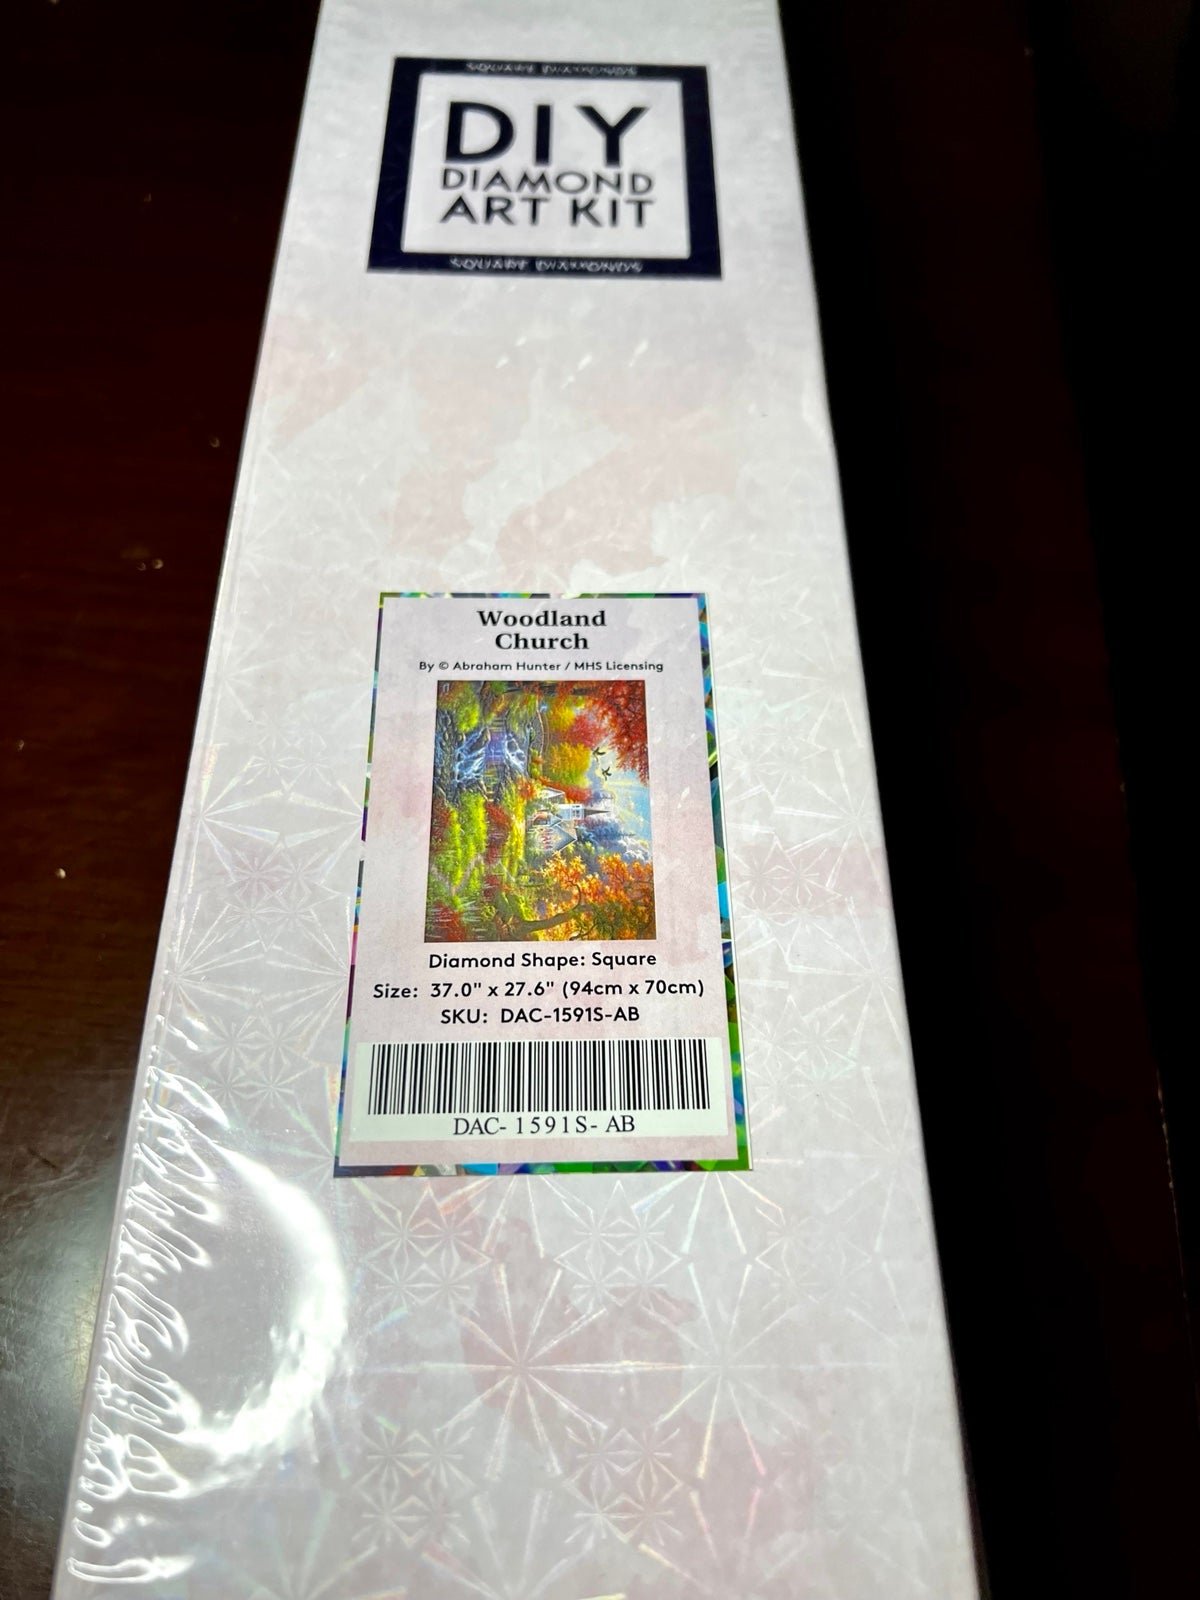 SQUARE DIAMONDS
DIY
DIAMOND
ART KIT
SQUARE DIAMONDS
Woodland
Church
By © Abraham Hunter / MHS Licensing
Diamond Shape: Square
Size: 37.0" x 27.6" (94cm x 70cm)
SKU: DAC-1591S-AB
DAC- 1591S- AB